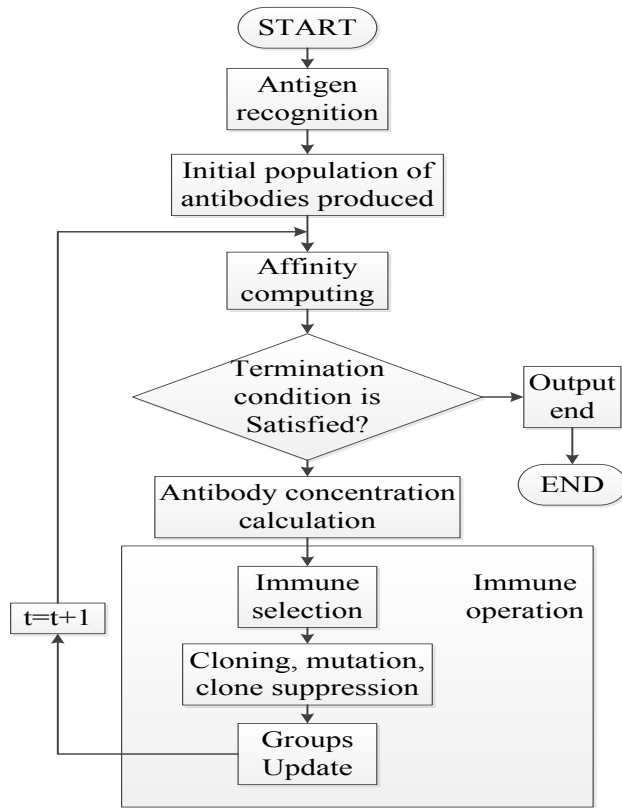 START
Antigen
recognition
Initial population of
antibodies produced
Affinity
computing
Termination
condition is
Satisfied?
Output
end
END
Antibody concentration
calculation
Immune
selection
Immune
operation
t=t+1
Cloning, mutation,
clone suppression
Groups
Update